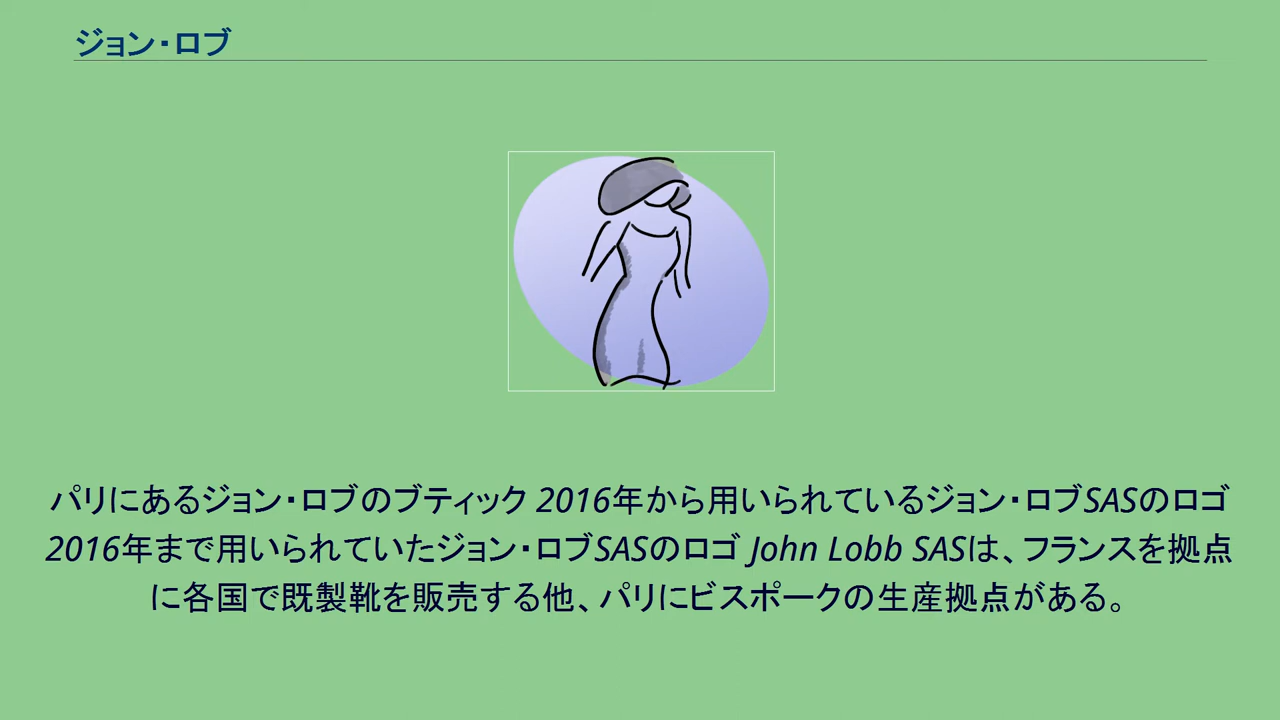 ジョン・ロブ
パリにあるジョン・ロブのブティック 2016年から用いられているジョン・ロブSASのロゴ
2016年まで用いられていたジョン・ロブSASのロゴ John Lobb SASは、フランスを拠点
に各国で既製靴を販売する他、パリにビスポークの生産拠点がある。